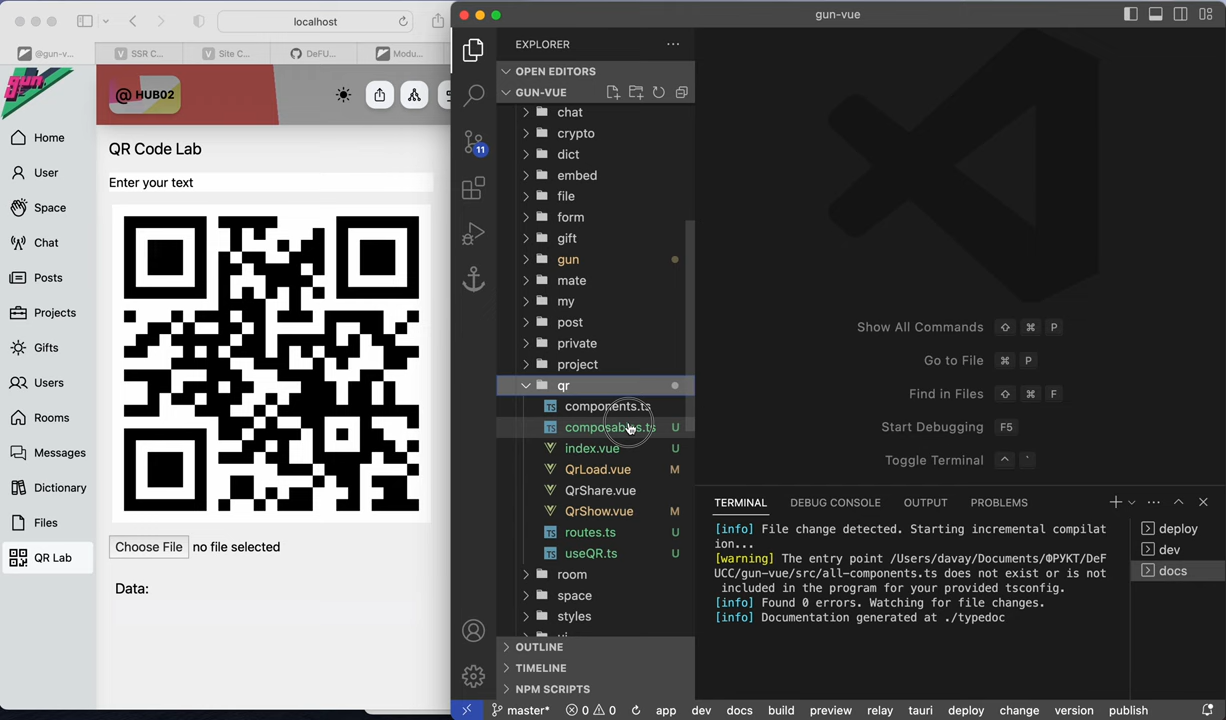 localhost
@gun-v...
SSR C...
Site C...
DeFU...
Modu...
gun
@ HUB02
Home
User
Space
Chat
Posts
Projects
Gifts
Users
Rooms
Messages
Dictionary
Files
QR Lab
QR Code Lab
Enter your text
Choose File no file selected
Data:
gun-vue
EXPLORER
OPEN EDITORS
GUN-VUE
11
chat
crypto
dict
embed
file
form
gift
gun
mate
my
post
private
project
qr
components.ts
composables.ts U
index.vue U
QrLoad.vue M
QrShare.vue
QrShow.vue M
routes.ts U
useQR.ts U
room
space
styles
OUTLINE
TIMELINE
NPM SCRIPTS
Show All Commands ⇧ ⌘ P
Go to File ⌘ P
Find in Files ⇧ ⌘ F
Start Debugging F5
Toggle Terminal ^ `
TERMINAL DEBUG CONSOLE OUTPUT PROBLEMS
[info] File change detected. Starting incremental compilat
ion...
[warning] The entry point /Users/davay/Documents/ФРУКТ/DeF
UCC/gun-vue/src/all-components.ts does not exist or is not
included in the program for your provided tsconfig.
[info] Found 0 errors. Watching for file changes.
[info] Documentation generated at ./typedoc
deploy
dev
docs
master* 0 0 app dev docs build preview relay tauri deploy change version publish